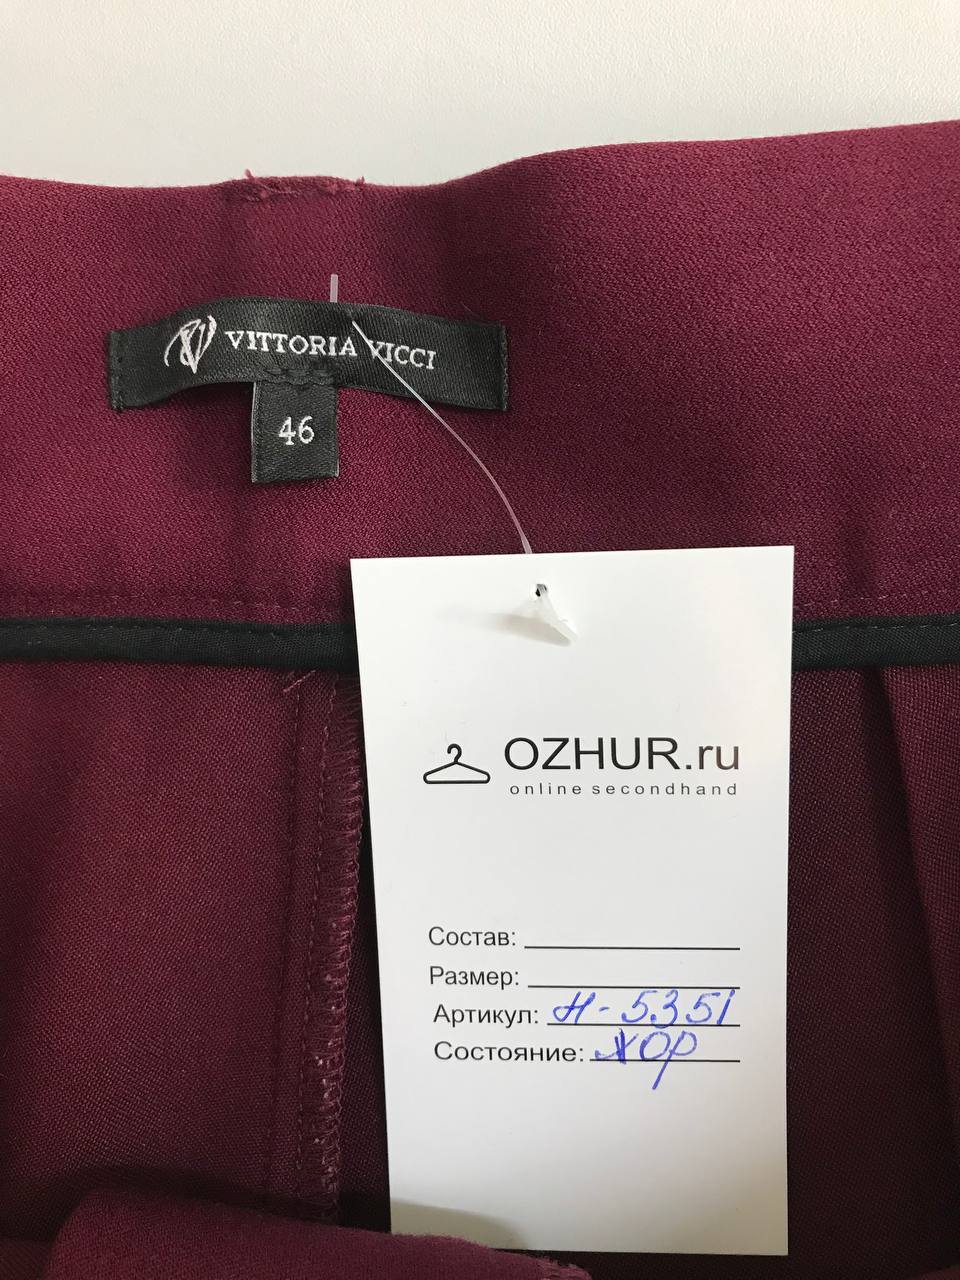 VITTORIA VICCI
46
OZHUR.ru
online secondhand
Состав:
Размер:
Артикул: Н-5351
Состояние: ХОР